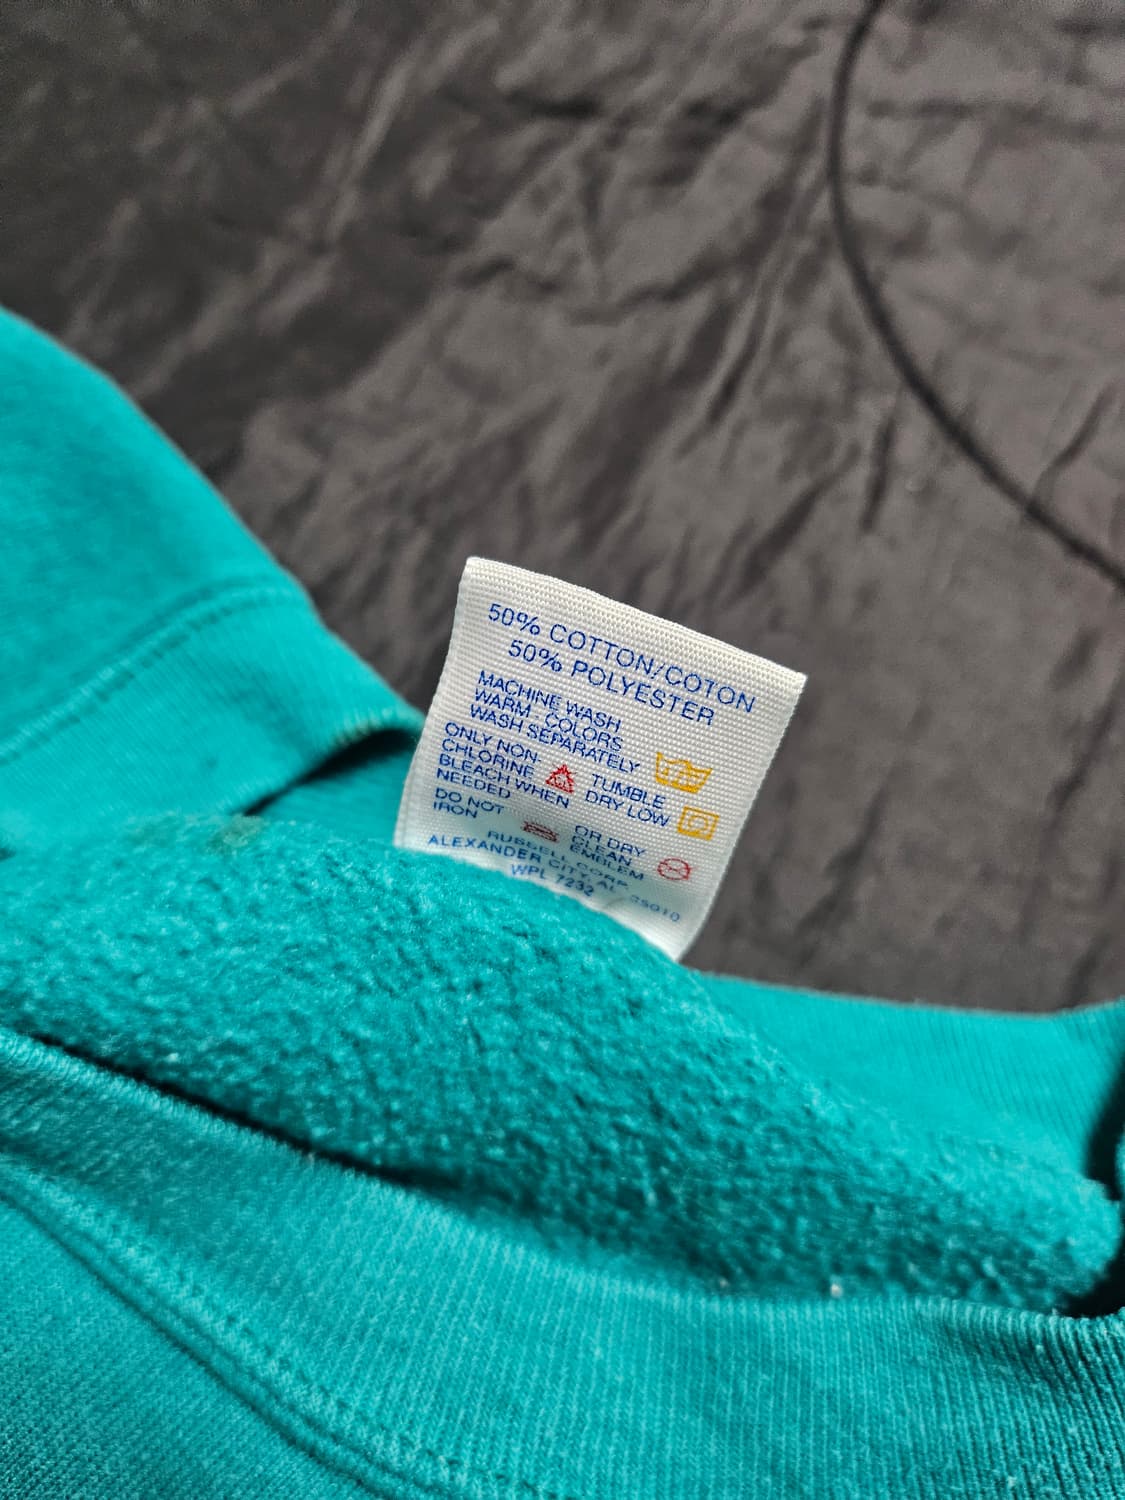 50% COTTON/COTON
50% POLYESTER
MACHINE WASH
WARM. COLORS
WASH SEPARATELY
ONLY NON-
CHLORINE
BLEACH WHEN
NEEDED
TUMBLE
DRY LOW
DO NOT
IRON
OR DRY
CLEAN
EMBLEM
RUSSELL CORP.
ALEXANDER CITY, AL. 35010
WPL 7232